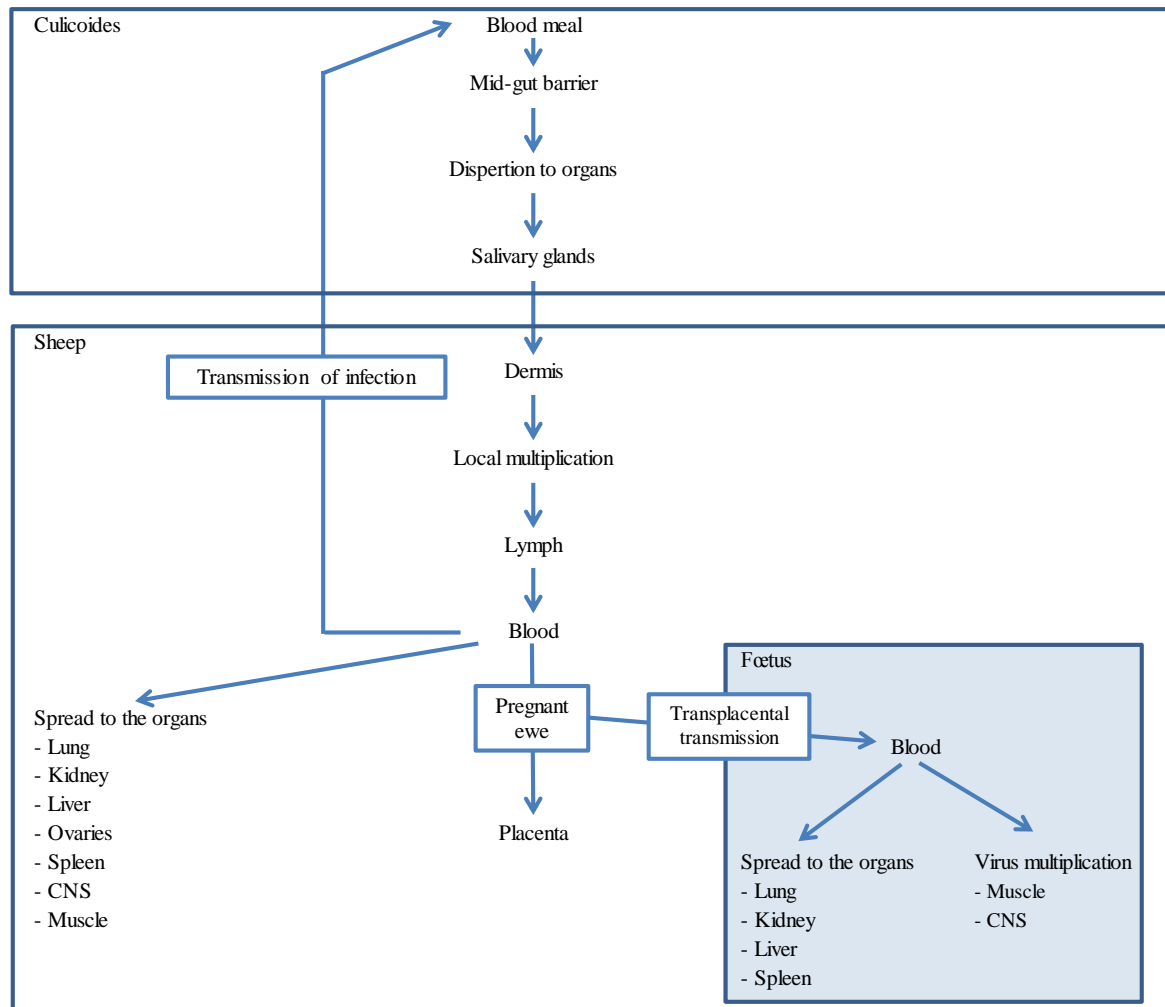 Culicoides
Blood meal
Mid-gut barrier
Dispertion to organs
Salivary glands
Sheep
Transmission of infection
Dermis
Local multiplication
Lymph
Blood
Spread to the organs
- Lung
- Kidney
- Liver
- Ovaries
- Spleen
- CNS
- Muscle
Pregnant
ewe
Placenta
Transplacental
transmission
Fœtus
Blood
Spread to the organs
- Lung
- Kidney
- Liver
- Spleen
Virus multiplication
- Muscle
- CNS